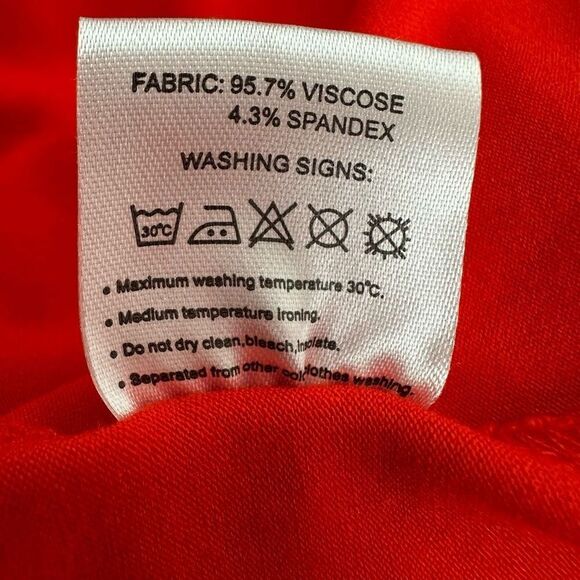 FABRIC: 95.7% VISCOSE
4.3% SPANDEX
WASHING SIGNS:
30°C
• Maximum washing temperature 30°C.
• Medium temperature Ironing.
• Do not dry clean,bleach,insolate.
• Separated from other clothes washing.